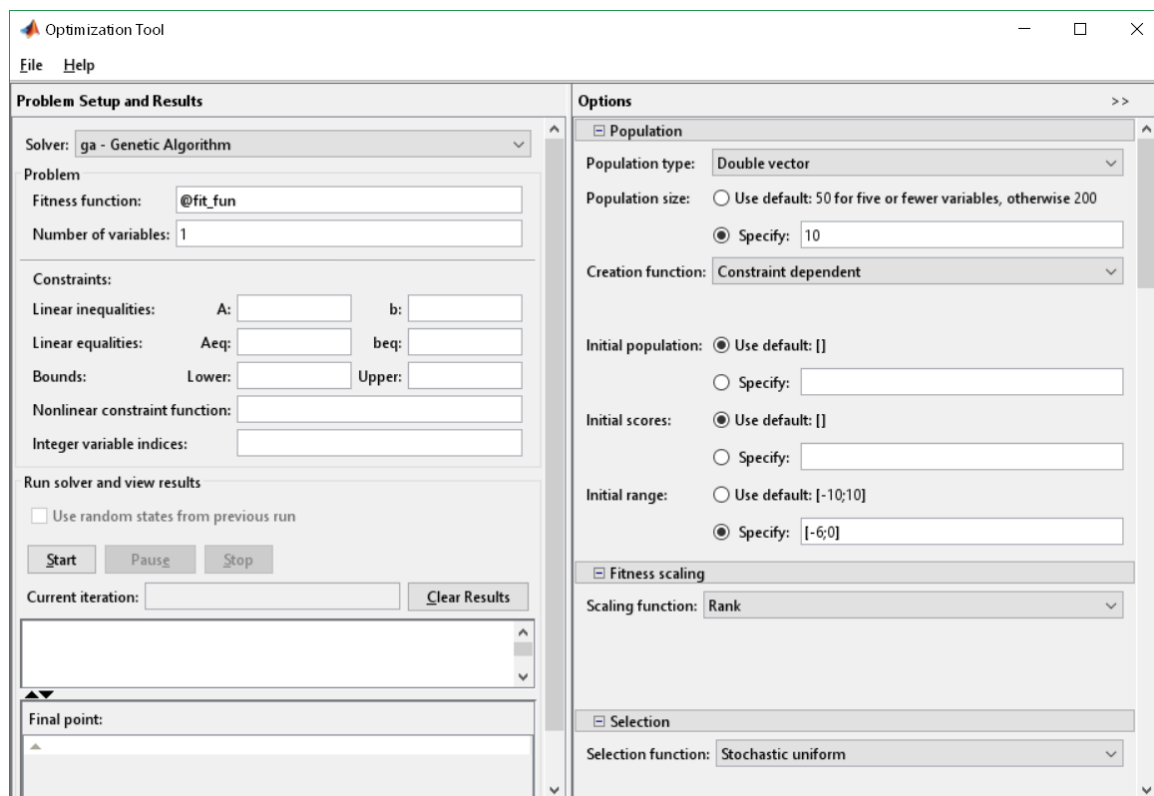 Optimization Tool
File Help
Problem Setup and Results
Solver: ga - Genetic Algorithm
Problem
Fitness function: @fit_fun
Number of variables: 1
Constraints:
Linear inequalities: A: b:
Linear equalities: Aeq: beq:
Bounds: Lower: Upper:
Nonlinear constraint function:
Integer variable indices:
Run solver and view results
Use random states from previous run
Start Pause Stop
Current iteration: Clear Results
Final point:
Options >>
Population
Population type: Double vector
Population size: Use default: 50 for five or fewer variables, otherwise 200
Specify: 10
Creation function: Constraint dependent
Initial population: Use default: []
Specify:
Initial scores: Use default: []
Specify:
Initial range: Use default: [-10;10]
Specify: [-6;0]
Fitness scaling
Scaling function: Rank
Selection
Selection function: Stochastic uniform